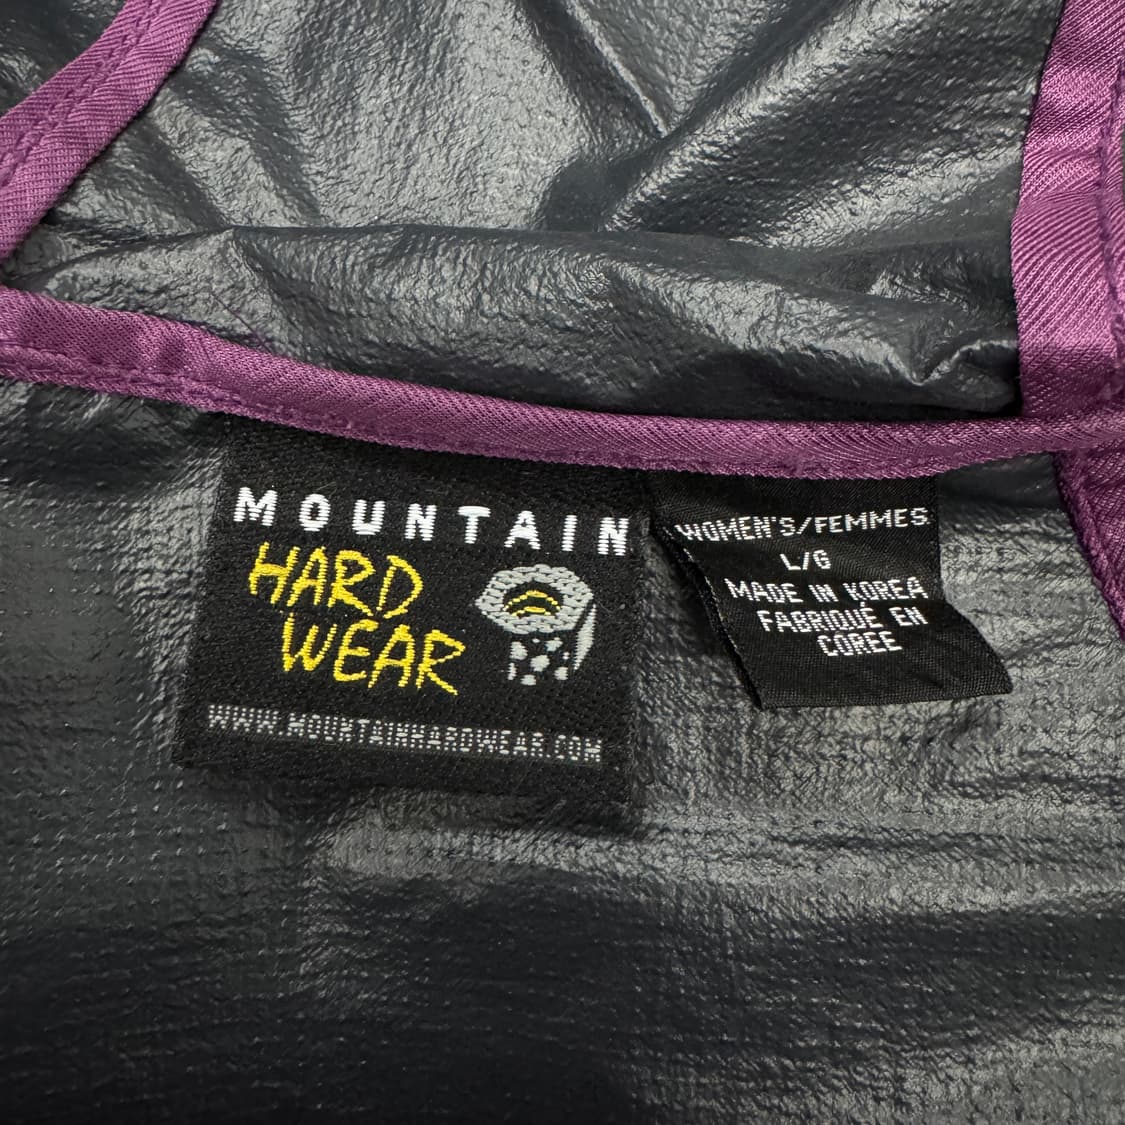 MOUNTAIN
HARD
WEAR
WWW.MOUNTAINHARDWEAR.COM
WOMEN'S/FEMMES
L/G
MADE IN KOREA
FABRIQUÉ EN
COREE